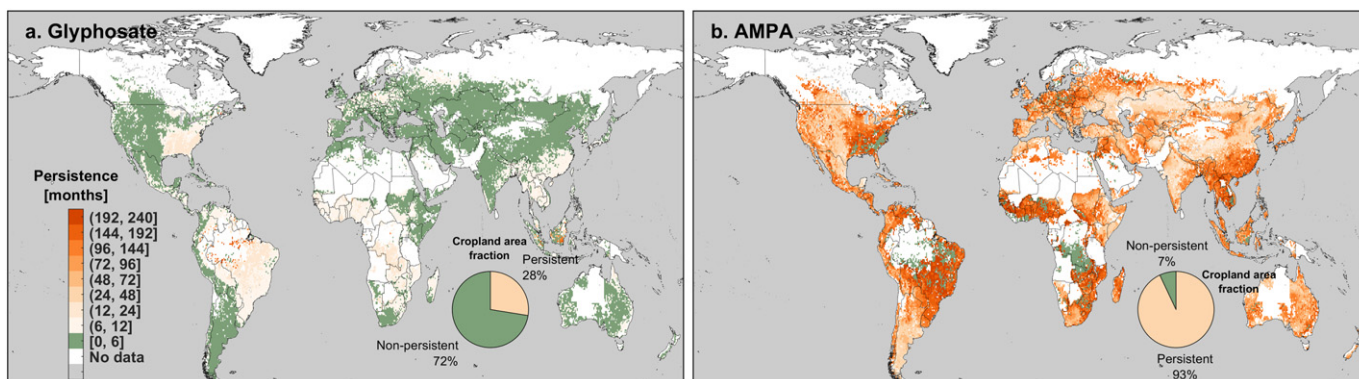 a. Glyphosate
Persistence
[months]
(192, 240]
(144, 192]
(96, 144]
(72, 96]
(48, 72]
(24, 48]
(12, 24]
(6, 12]
[0, 6]
No data
Cropland area
fraction
Persistent
28%
Non-persistent
72%
b. AMPA
Non-persistent
7%
Cropland area
fraction
Persistent
93%